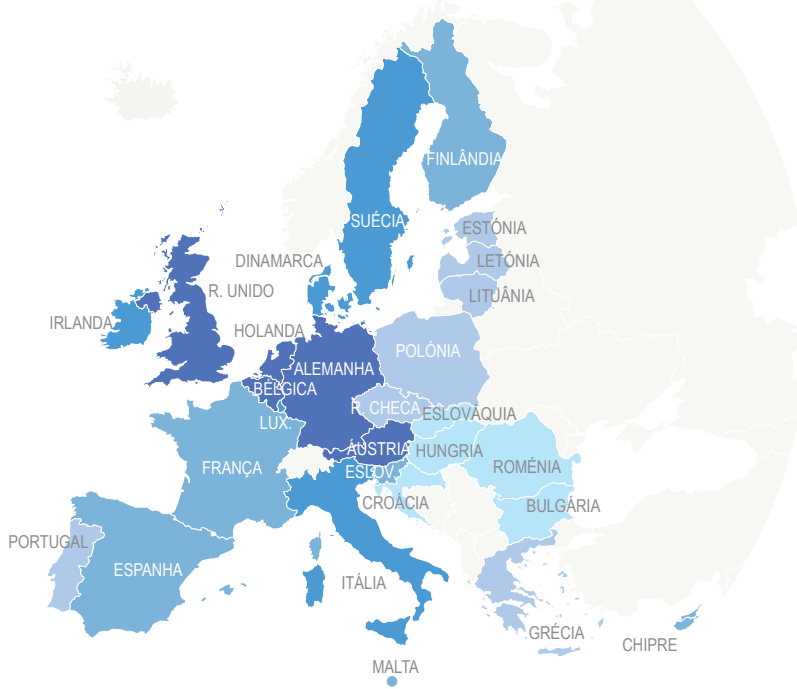 FINLÂNDIA
SUÉCIA
ESTÓNIA
LETÓNIA
LITUÂNIA
DINAMARCA
R. UNIDO
IRLANDA
HOLANDA
POLÓNIA
ALEMANHA
BÉLGICA
R. CHECA
ESLOVÁQUIA
LUX.
ÁUSTRIA
HUNGRIA
FRANÇA
ESLOV.
ROMÉNIA
CROÁCIA
BULGÁRIA
PORTUGAL
ESPANHA
ITÁLIA
GRÉCIA
CHIPRE
MALTA